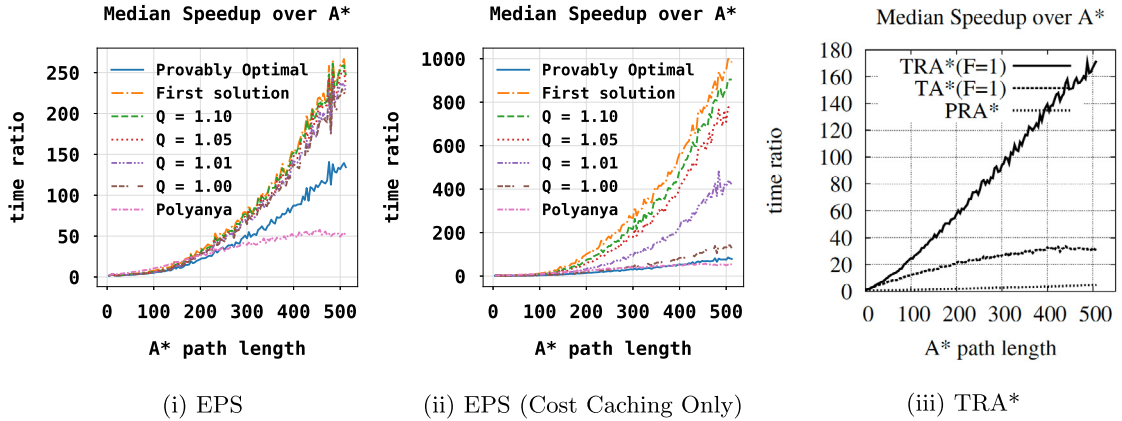 Median Speedup over A*
time ratio
250
200
150
100
50
0
Provably Optimal
First solution
Q = 1.10
Q = 1.05
Q = 1.01
Q = 1.00
Polyanya
0 100 200 300 400 500
A* path length
(i) EPS
Median Speedup over A*
time ratio
1000
800
600
400
200
0
Provably Optimal
First solution
Q = 1.10
Q = 1.05
Q = 1.01
Q = 1.00
Polyanya
0 100 200 300 400 500
A* path length
(ii) EPS (Cost Caching Only)
Median Speedup over A*
time ratio
180
160
140
120
100
80
60
40
20
0
TRA*(F=1)
TA*(F=1)
PRA*
0 100 200 300 400 500
A* path length
(iii) TRA*